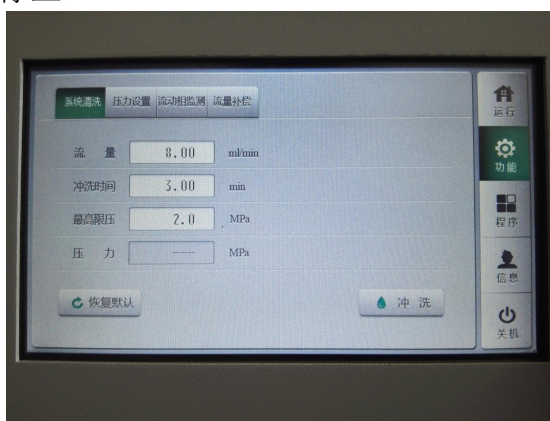 系统清洗 压力设置 流动相监测 流量补偿
流 量 8.00 ml/min
冲洗时间 3.00 min
最高限压 2.0 MPa
压 力 --- MPa
恢复默认 冲 洗
运行
功能
程序
信息
关机